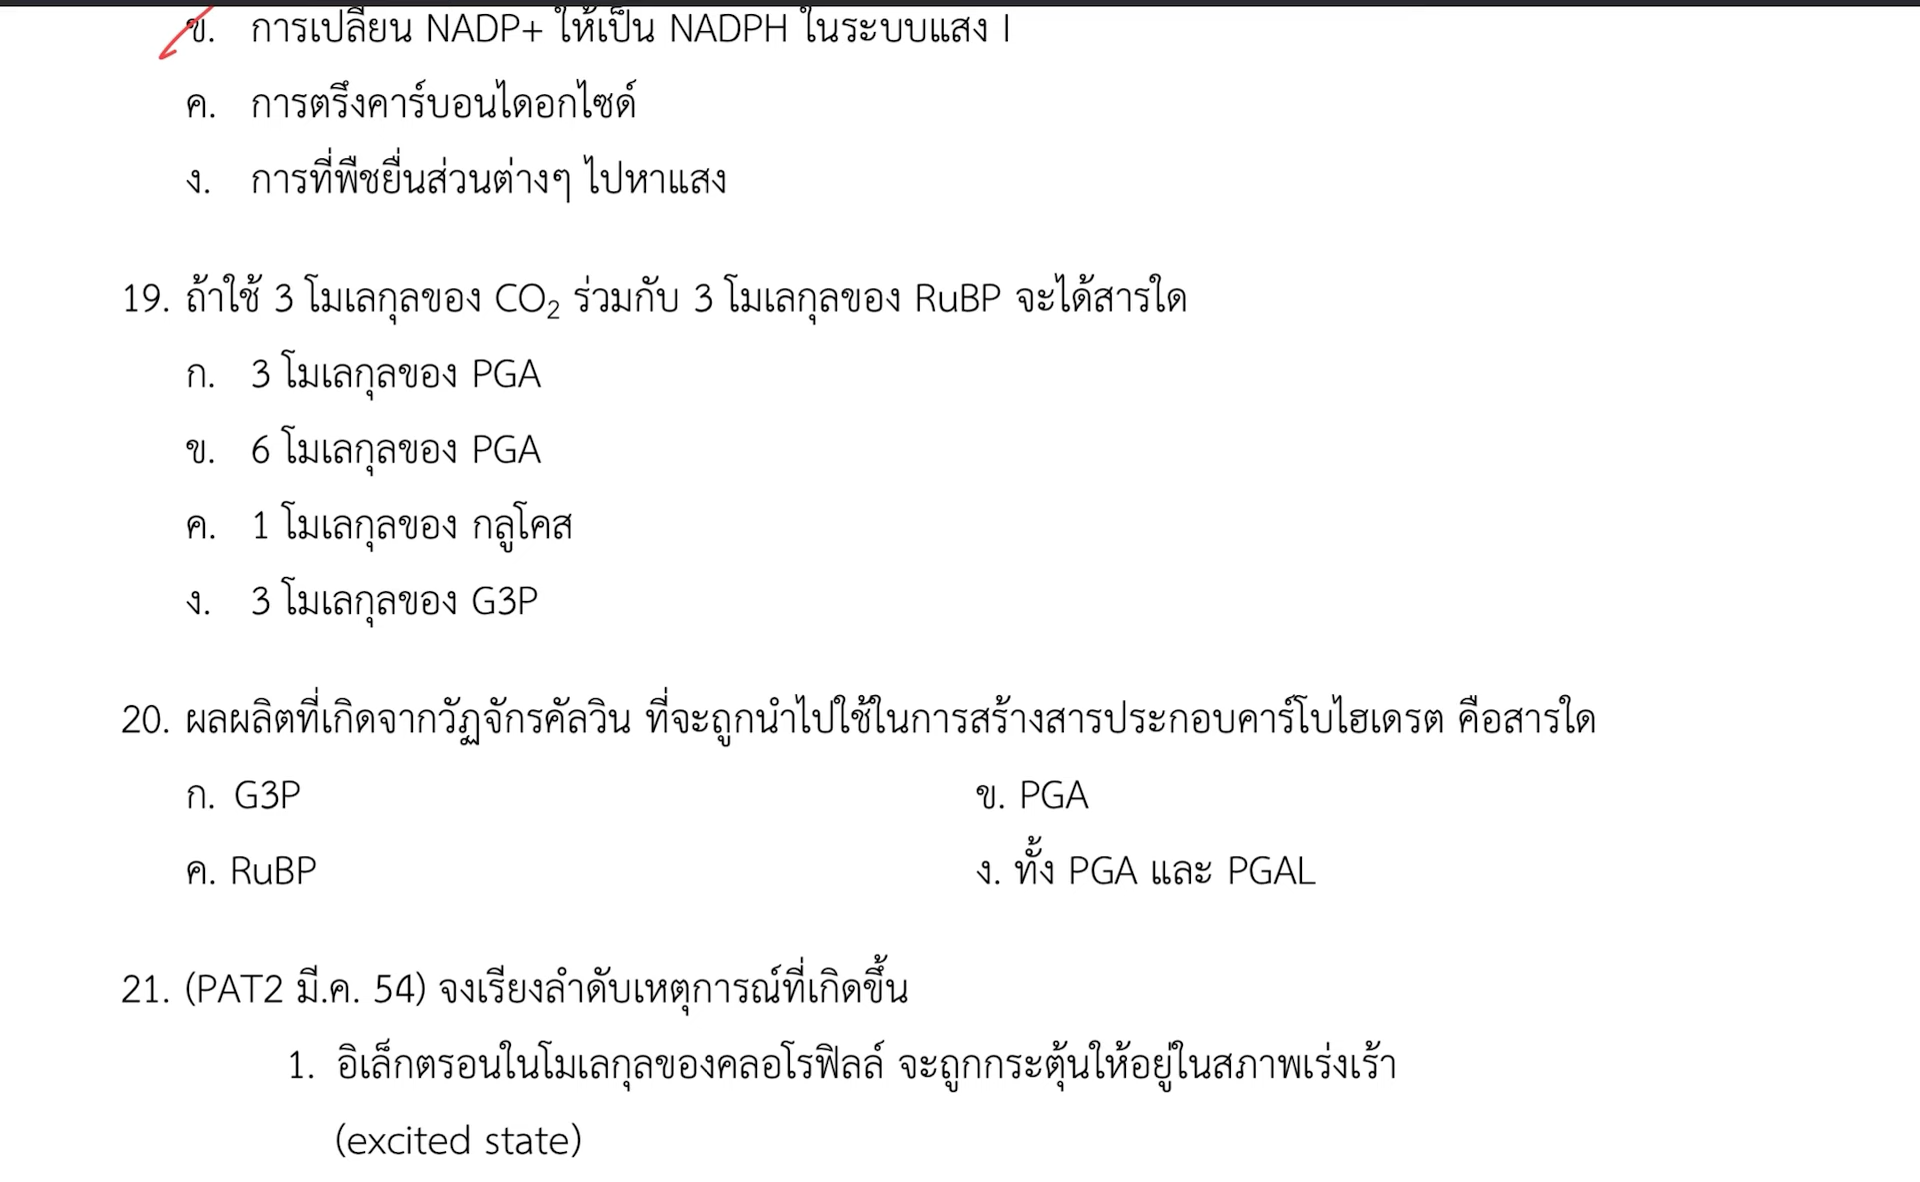 ข. การเปลี่ยน NADP+ ให้เป็น NADPH ในระบบแสง I
ค. การตรึงคาร์บอนไดออกไซด์
ง. การที่พืชยื่นส่วนต่างๆ ไปหาแสง
19. ถ้าใช้ 3 โมเลกุลของ CO₂ ร่วมกับ 3 โมเลกุลของ RuBP จะได้สารใด
ก. 3 โมเลกุลของ PGA
ข. 6 โมเลกุลของ PGA
ค. 1 โมเลกุลของ กลูโคส
ง. 3 โมเลกุลของ G3P
20. ผลผลิตที่เกิดจากวัฏจักรคัลวิน ที่จะถูกนำไปใช้ในการสร้างสารประกอบคาร์โบไฮเดรต คือสารใด
ก. G3P ข. PGA
ค. RuBP ง. ทั้ง PGA และ PGAL
21. (PAT2 มี.ค. 54) จงเรียงลำดับเหตุการณ์ที่เกิดขึ้น
1. อิเล็กตรอนในโมเลกุลของคลอโรฟิลล์ จะถูกกระตุ้นให้อยู่ในสภาพเร่งเร้า
(excited state)